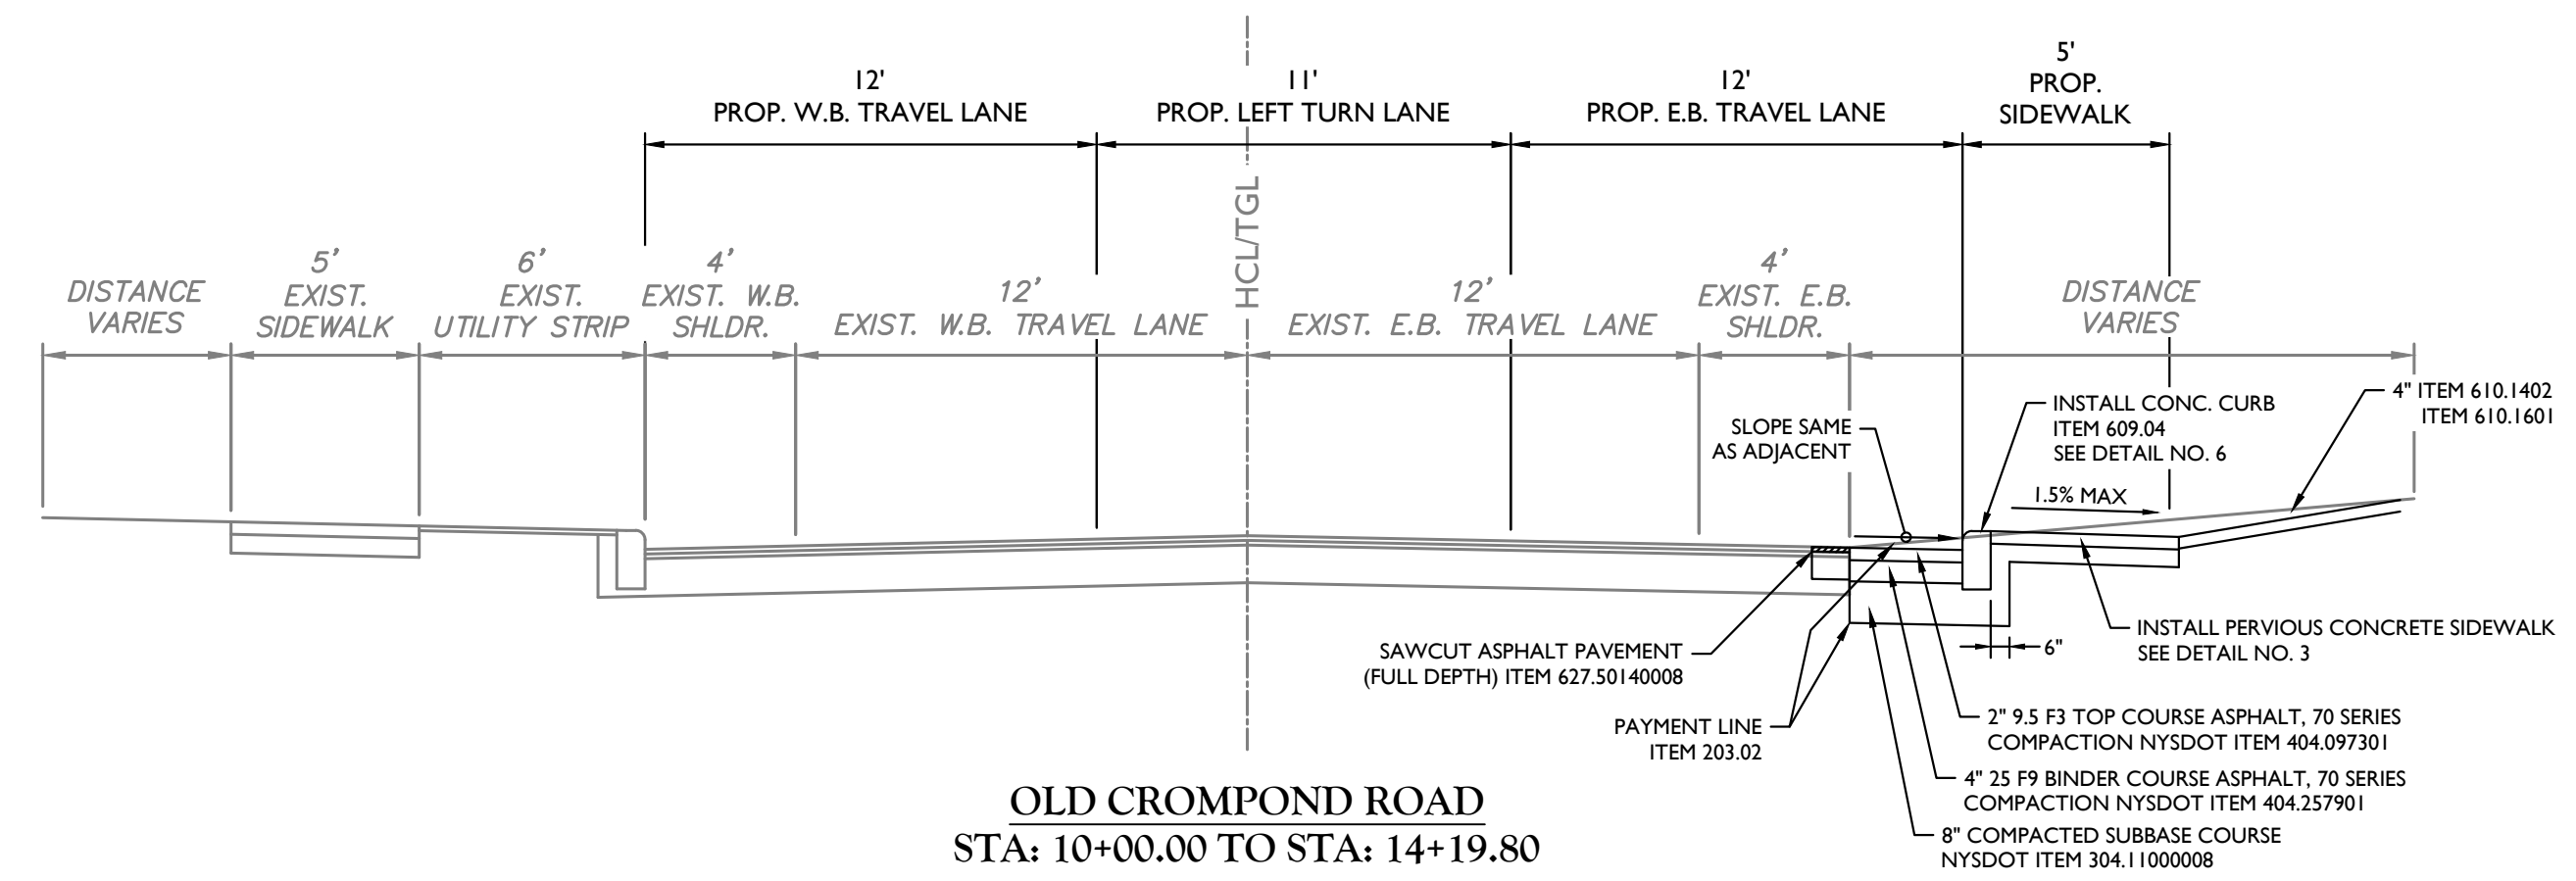 12'
PROP. W.B. TRAVEL LANE
11'
PROP. LEFT TURN LANE
12'
PROP. E.B. TRAVEL LANE
5'
PROP.
SIDEWALK
HCL/TGL
DISTANCE
VARIES
5'
EXIST.
SIDEWALK
6'
EXIST.
UTILITY STRIP
4'
EXIST. W.B.
SHLDR.
12'
EXIST. W.B. TRAVEL LANE
12'
EXIST. E.B. TRAVEL LANE
4'
EXIST. E.B.
SHLDR.
DISTANCE
VARIES
SLOPE SAME
AS ADJACENT
INSTALL CONC. CURB
ITEM 609.04
SEE DETAIL NO. 6
4" ITEM 610.1402
ITEM 610.1601
1.5% MAX
SAWCUT ASPHALT PAVEMENT
(FULL DEPTH) ITEM 627.50140008
PAYMENT LINE
ITEM 203.02
6"
INSTALL PERVIOUS CONCRETE SIDEWALK
SEE DETAIL NO. 3
2" 9.5 F3 TOP COURSE ASPHALT, 70 SERIES
COMPACTION NYSDOT ITEM 404.097301
4" 25 F9 BINDER COURSE ASPHALT, 70 SERIES
COMPACTION NYSDOT ITEM 404.257901
8" COMPACTED SUBBASE COURSE
NYSDOT ITEM 304.11000008
OLD CROMPOND ROAD
STA: 10+00.00 TO STA: 14+19.80